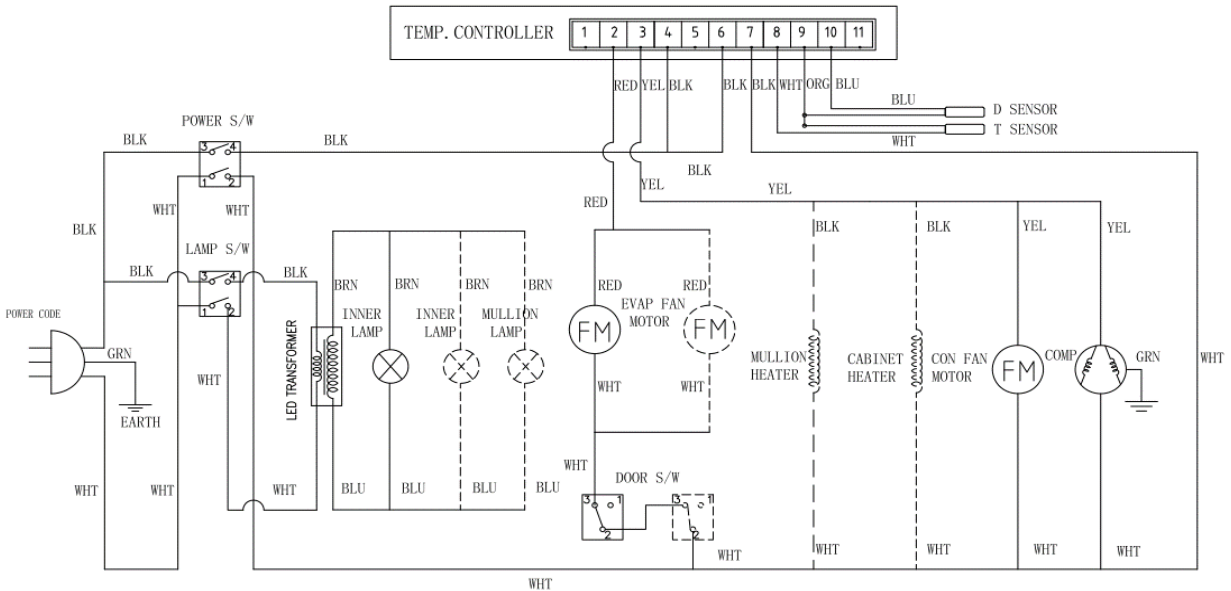 TEMP. CONTROLLER 1 2 3 4 5 6 7 8 9 10 11
RED YEL BLK BLK BLK WHT ORG BLU
BLU D SENSOR
T SENSOR
WHT
POWER S/W
BLK 3 4 BLK
BLK
1 2
YEL YEL
WHT WHT RED
BLK BLK BLK YEL YEL
LAMP S/W
BLK 3 4 BLK
BRN BRN BRN BRN RED RED
1 2
POWER CODE
INNER LAMP
INNER LAMP
MULLION LAMP
EVAP FAN MOTOR
FM FM
LED TRANSFORMER
GRN
WHT
EARTH
WHT WHT
MULLION HEATER
CABINET HEATER
CON FAN MOTOR
FM
COMP
GRN
WHT
WHT WHT WHT BLU BLU BLU BLU
WHT
DOOR S/W
3 1 3 1
2 2
WHT WHT WHT WHT WHT
WHT